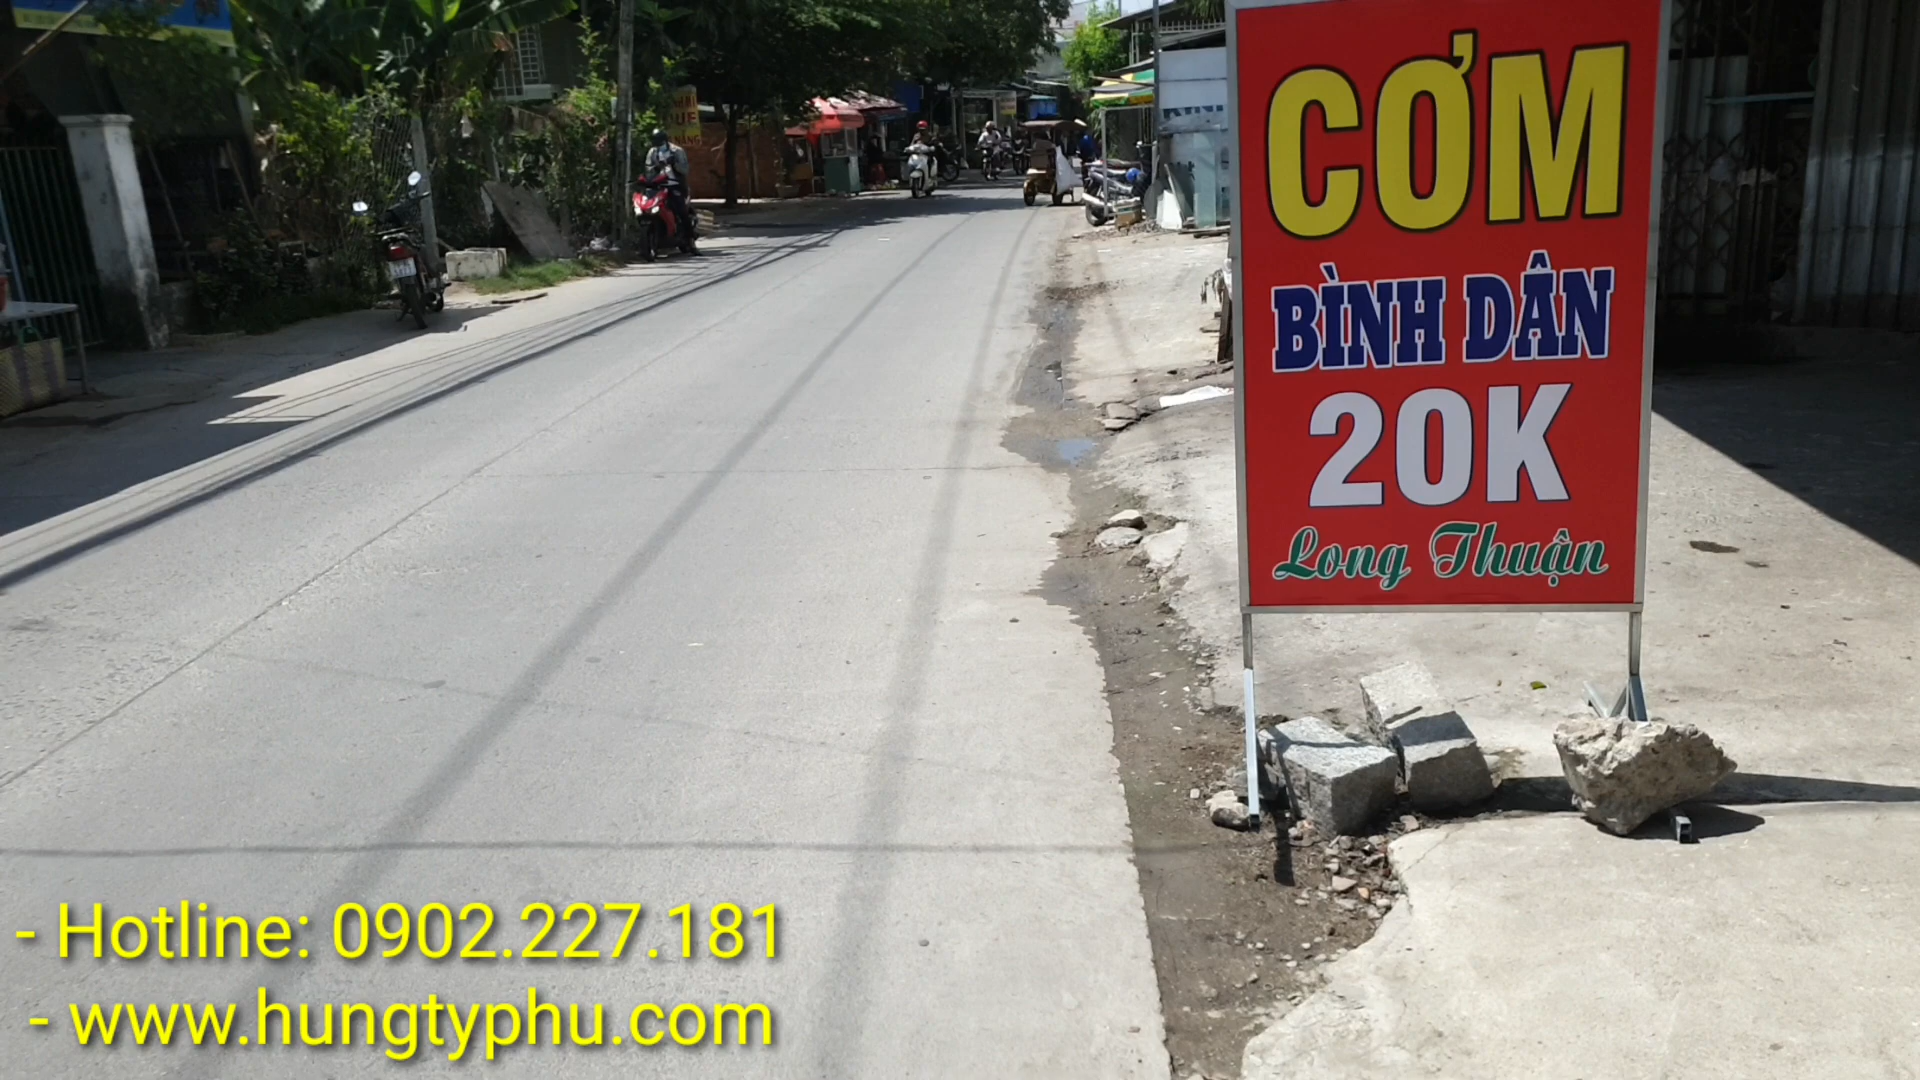 CƠM
BÌNH DÂN
20K
Long Thuận
- Hotline: 0902.227.181
- www.hungtyphu.com